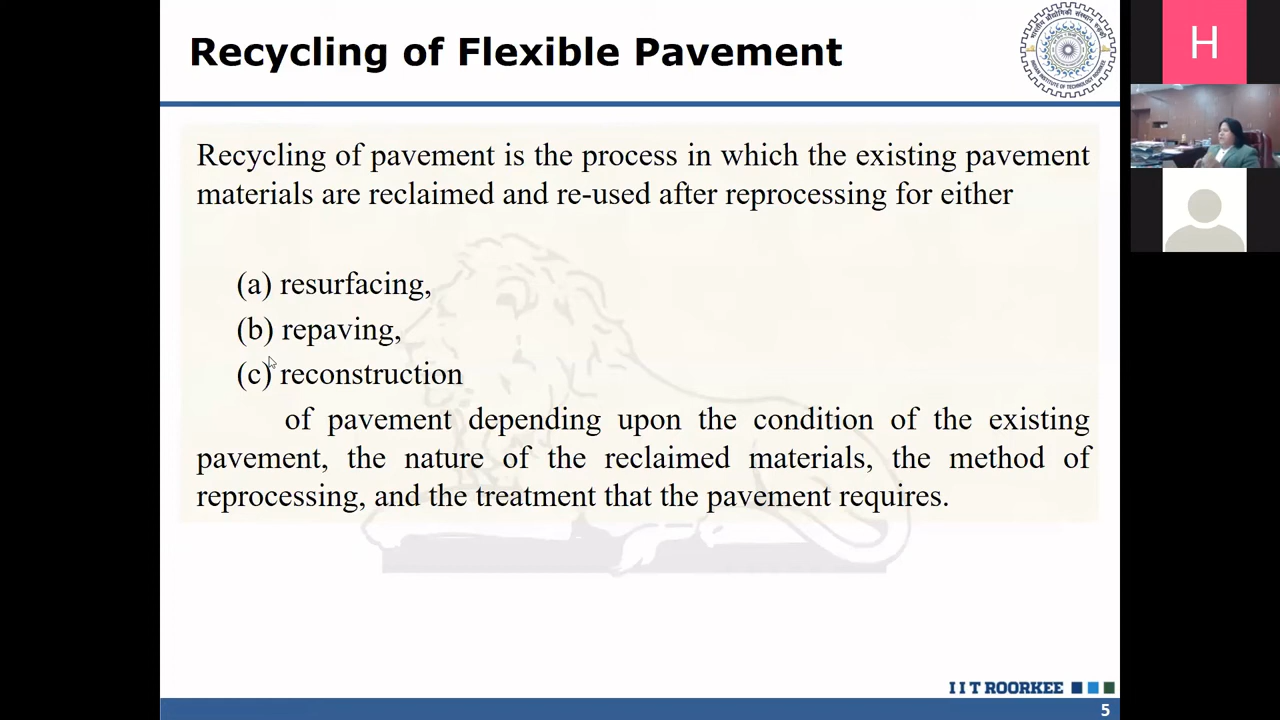 Recycling of Flexible Pavement
H
Recycling of pavement is the process in which the existing pavement
materials are reclaimed and re-used after reprocessing for either
(a) resurfacing,
(b) repaving,
(c) reconstruction
of pavement depending upon the condition of the existing
pavement, the nature of the reclaimed materials, the method of
reprocessing, and the treatment that the pavement requires.
I I T ROORKEE
5